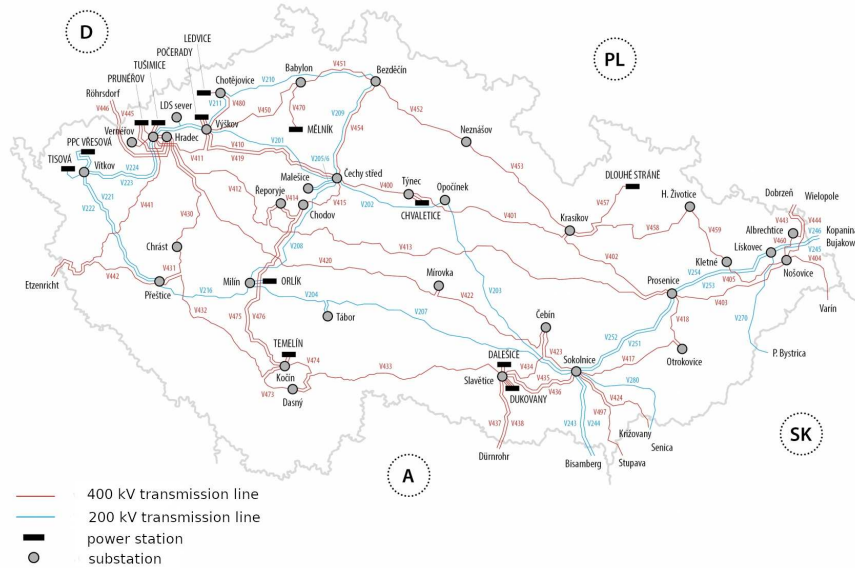 D
PL
A
SK
LEDVICE
POČERADY
TUŠIMICE
PRUNÉŘOV
Röhrsdorf
LDS sever
Chotějovice
Babylon
Bezděčín
V451
V210
V446
V445
V211
V480
V450
V470
V209
V454
V452
Vernéřov
Hradec
Výškov
MĚLNÍK
Neznášov
PPC VŘESOVÁ
TISOVÁ
Vítkov
V224
V223
V411
V410
V419
V203
V205/6
V453
Malešice
Čechy střed
Týnec
Opočínek
DLOUHÉ STRÁNĚ
V221
V222
V441
V430
V412
Řeporyje
V414
V415
Chodov
V400
V202
CHVALETICE
V401
Krasíkov
V457
V458
H. Životice
Dobrzeń
Wielopole
V443
V444
V246
Kopanina
V245
Bujakow
Albrechtice
V460
Lískovec
V459
Kletné
V405
V254
V253
Nošovice
V404
V403
Varín
Chrást
V208
V413
V402
Prosenice
Etzenricht
V442
V431
Přeštice
V216
Milín
ORLÍK
V420
Mírovka
V422
V203
V204
Tábor
V207
Čebín
V423
V252
V251
V418
V417
Otrokovice
V270
P. Bystrica
V432
V475
V476
TEMELÍN
V474
Kočín
V473
Dasný
V433
DALEŠICE
V434
V435
V436
Slavětice
DUKOVANY
Sokolnice
V280
V424
V497
V437
V438
V243
V244
Dürnrohr
Bisamberg
Stupava
Križovany
Senica
400 kV transmission line
200 kV transmission line
power station
substation